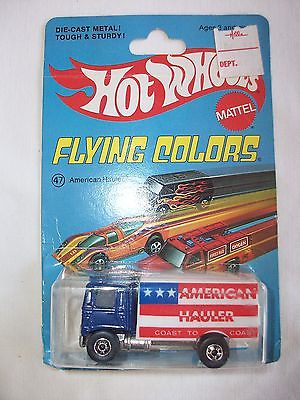 DIE-CAST METAL!
TOUGH & STURDY!
Ages 3 and
HOT WHEELS
DEPT.
MATTEL
FLYING COLORS
47 American Hauler
AMERICAN
HAULER
COAST TO COAS